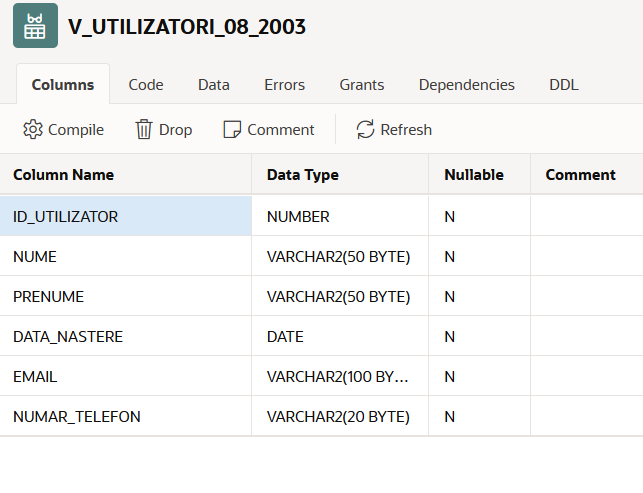 V_UTILIZATORI_08_2003
Columns Code Data Errors Grants Dependencies DDL
Compile Drop Comment Refresh
Column Name Data Type Nullable Comment
ID_UTILIZATOR NUMBER N
NUME VARCHAR2(50 BYTE) N
PRENUME VARCHAR2(50 BYTE) N
DATA_NASTERE DATE N
EMAIL VARCHAR2(100 BY... N
NUMAR_TELEFON VARCHAR2(20 BYTE) N